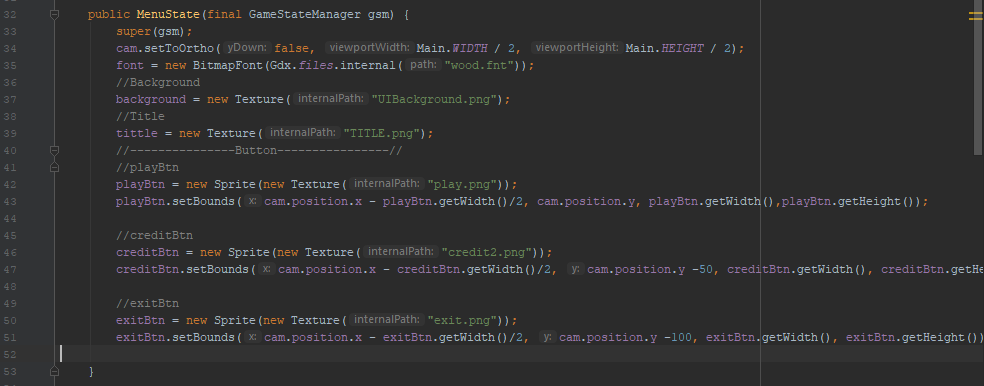 32 public MenuState(final GameStateManager gsm) {
33 super(gsm);
34 cam.setToOrtho( yDown: false, viewportWidth: Main.WIDTH / 2, viewportHeight: Main.HEIGHT / 2);
35 font = new BitmapFont(Gdx.files.internal( path: "wood.fnt"));
36 //Background
37 background = new Texture( internalPath: "UIBackground.png");
38 //Title
39 tittle = new Texture( internalPath: "TITLE.png");
40 //---------------Button----------------//
41 //playBtn
42 playBtn = new Sprite(new Texture( internalPath: "play.png"));
43 playBtn.setBounds( x: cam.position.x - playBtn.getWidth()/2, cam.position.y, playBtn.getWidth(),playBtn.getHeight());
44
45 //creditBtn
46 creditBtn = new Sprite(new Texture( internalPath: "credit2.png"));
47 creditBtn.setBounds( x: cam.position.x - creditBtn.getWidth()/2, y: cam.position.y -50, creditBtn.getWidth(), creditBtn.getHe
48
49 //exitBtn
50 exitBtn = new Sprite(new Texture( internalPath: "exit.png"));
51 exitBtn.setBounds( x: cam.position.x - exitBtn.getWidth()/2, y: cam.position.y -100, exitBtn.getWidth(), exitBtn.getHeight())
52
53 }